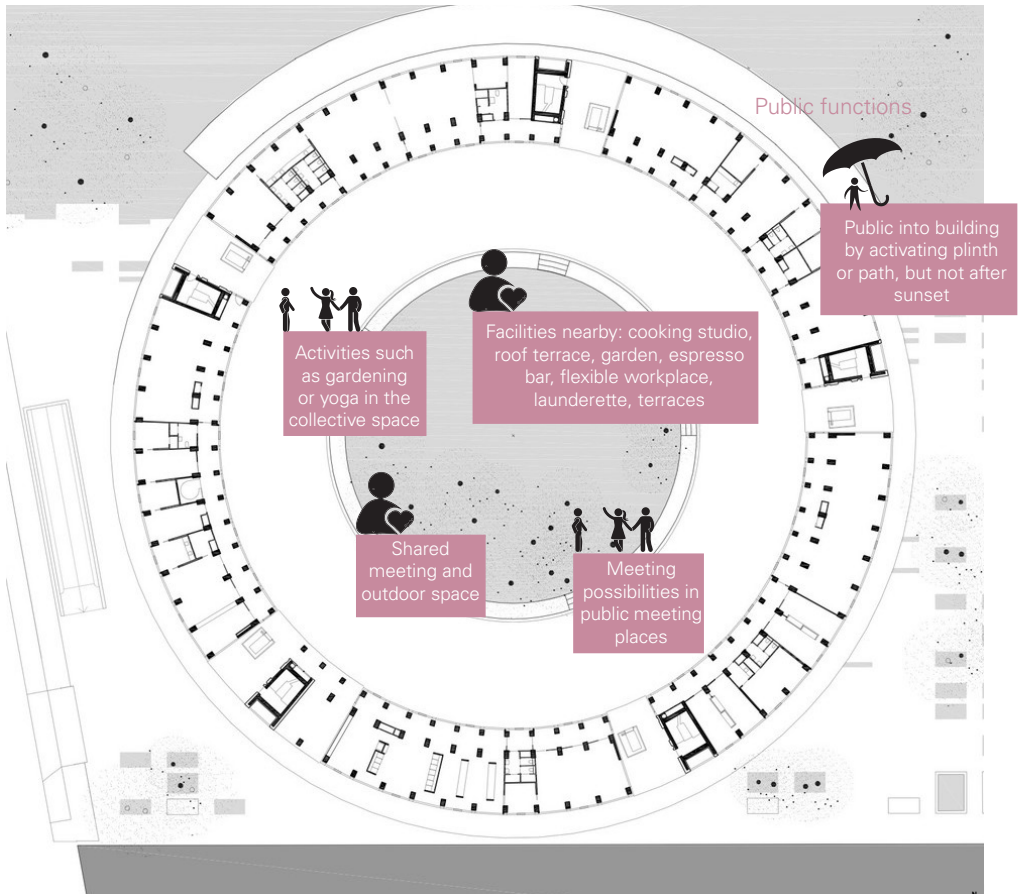 Public functions
Public into building
by activating plinth
or path, but not after
sunset
Facilities nearby: cooking studio,
roof terrace, garden, espresso
bar, flexible workplace,
launderette, terraces
Activities such
as gardening
or yoga in the
collective space
Shared
meeting and
outdoor space
Meeting
possibilities in
public meeting
places